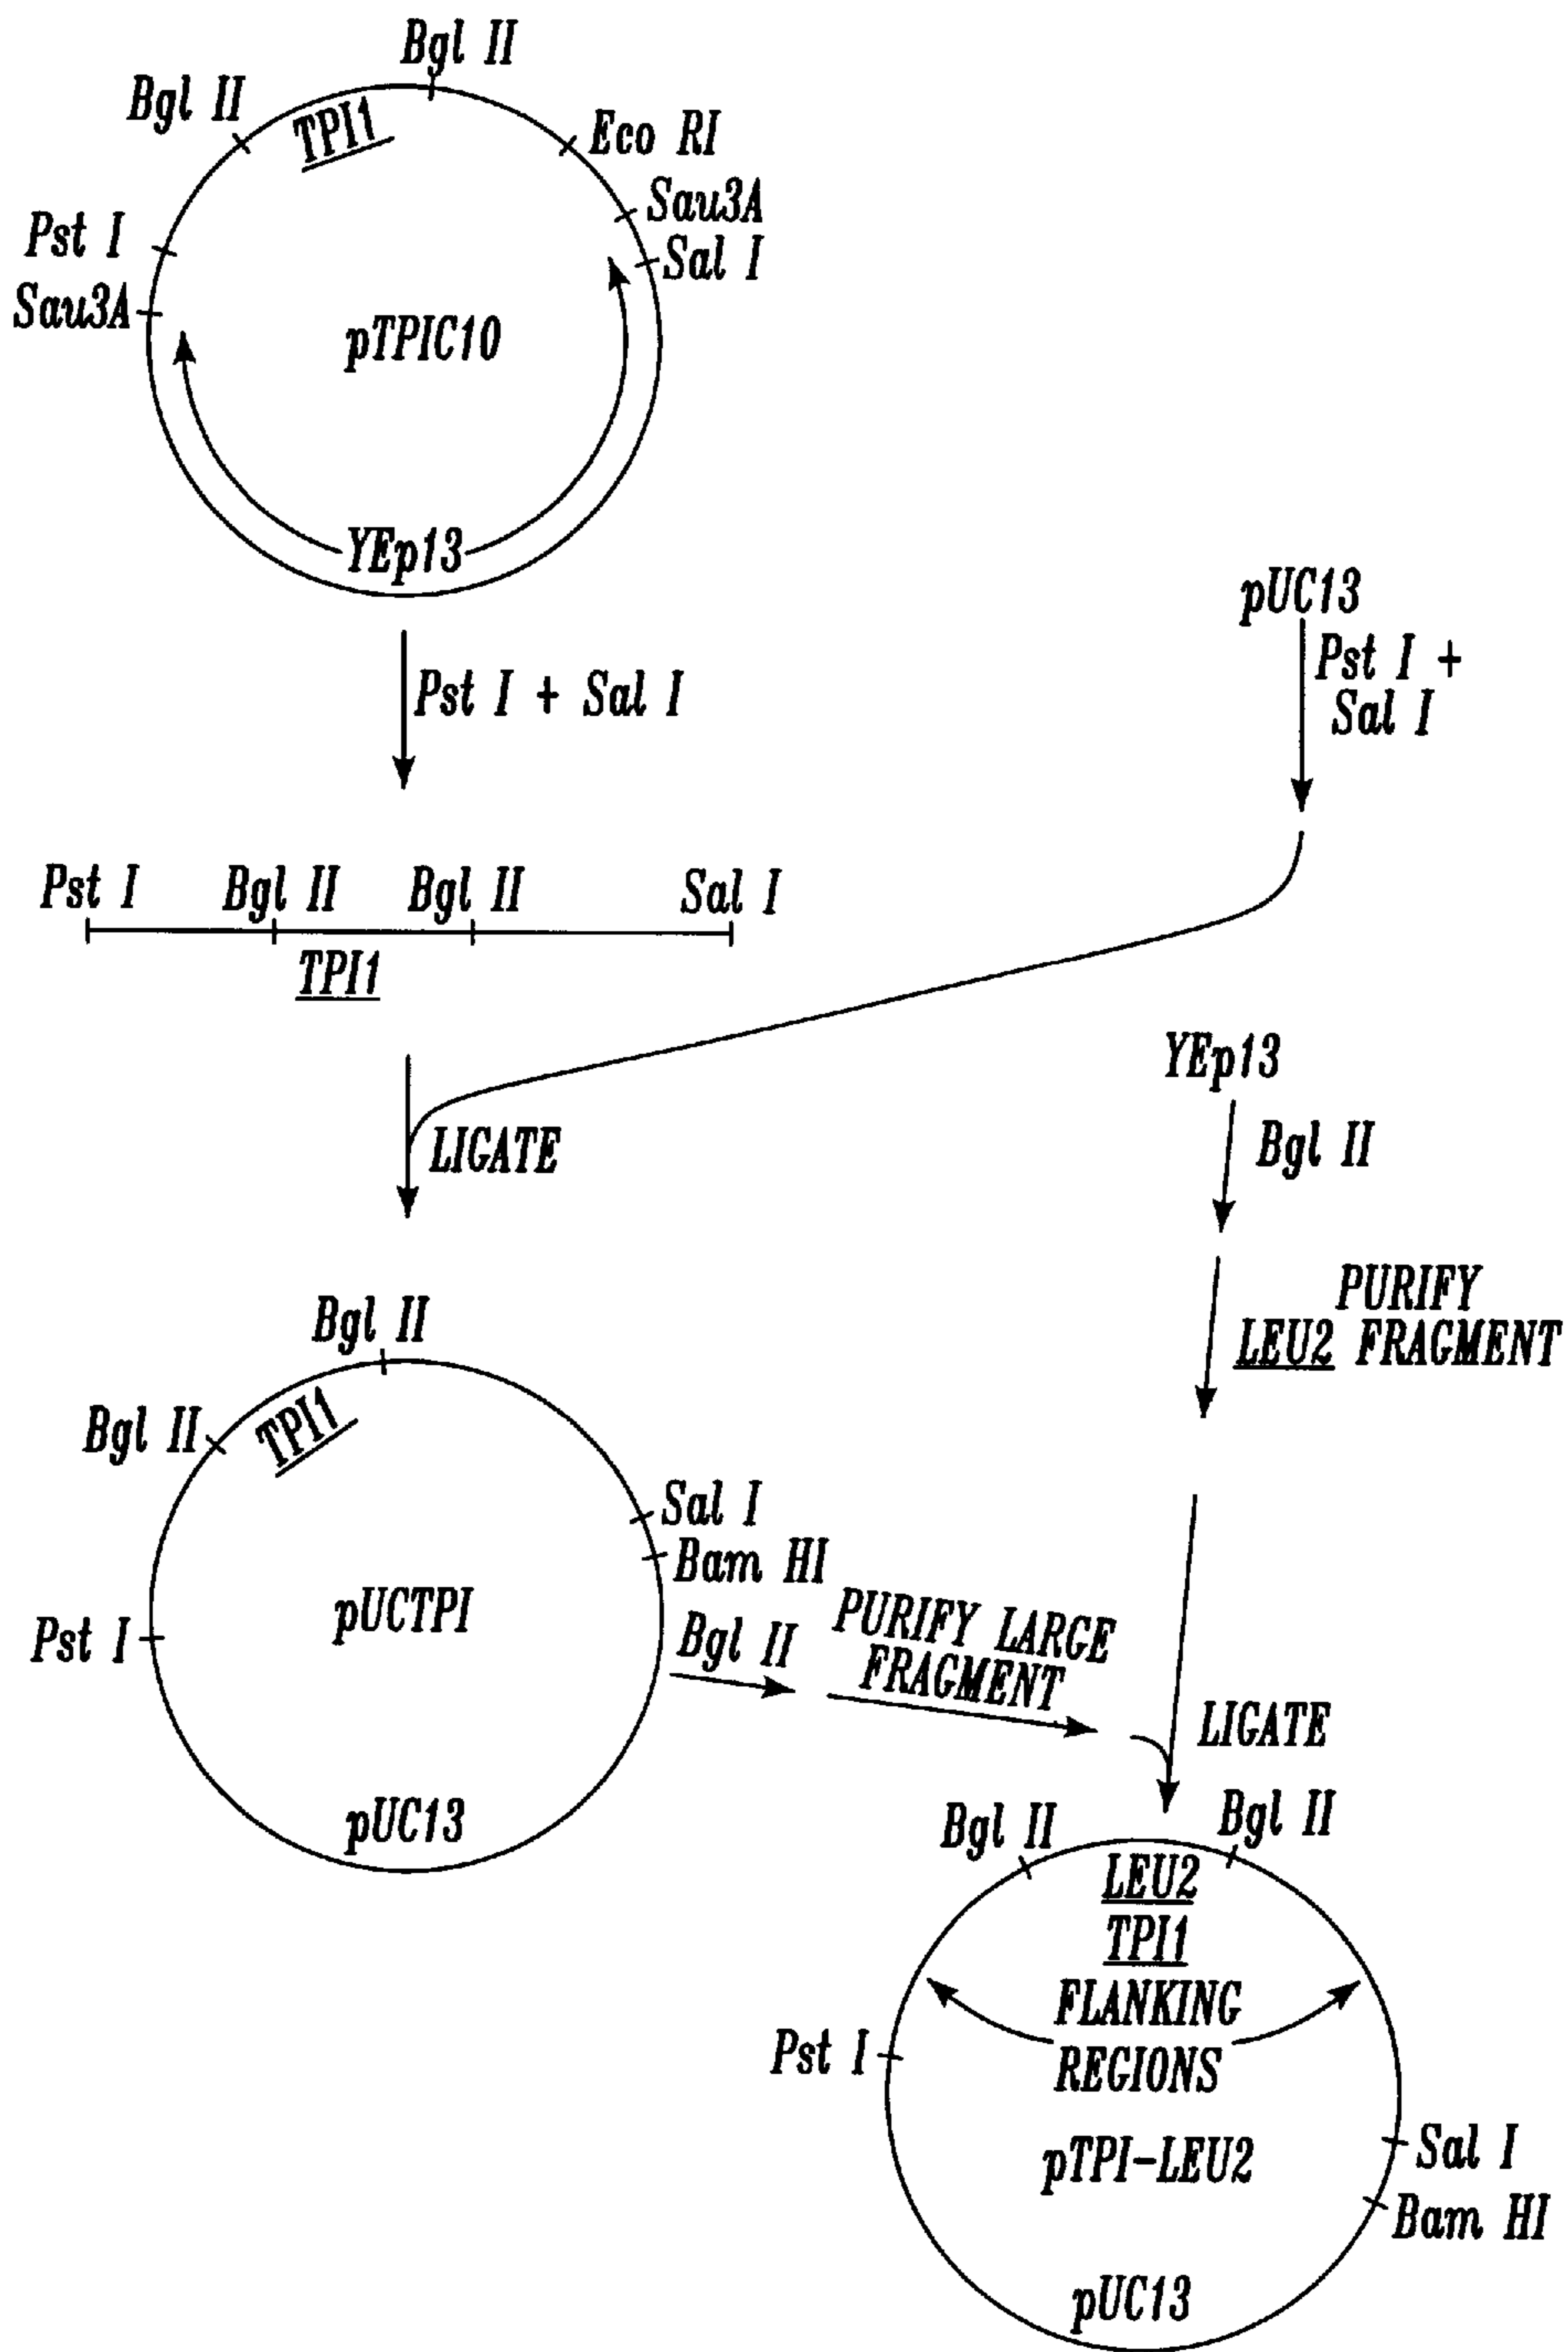 Bgl II
Bgl II
TPI1
Eco RI
Sau3A
Sal I
Pst I
Sau3A
pTPIC10
YEp13
Pst I + Sal I
pUC13
Pst I +
Sal I
Pst I
Bgl II
Bgl II
Sal I
TPI1
LIGATE
YEp13
Bgl II
PURIFY
LEU2 FRAGMENT
Bgl II
Bgl II
TPI1
Sal I
Bam HI
Pst I
pUCTPI
pUC13
Bgl II
PURIFY LARGE
FRAGMENT
LIGATE
Bgl II
Bgl II
LEU2
TPI1
FLANKING
REGIONS
Pst I
pTPI-LEU2
Sal I
Bam HI
pUC13